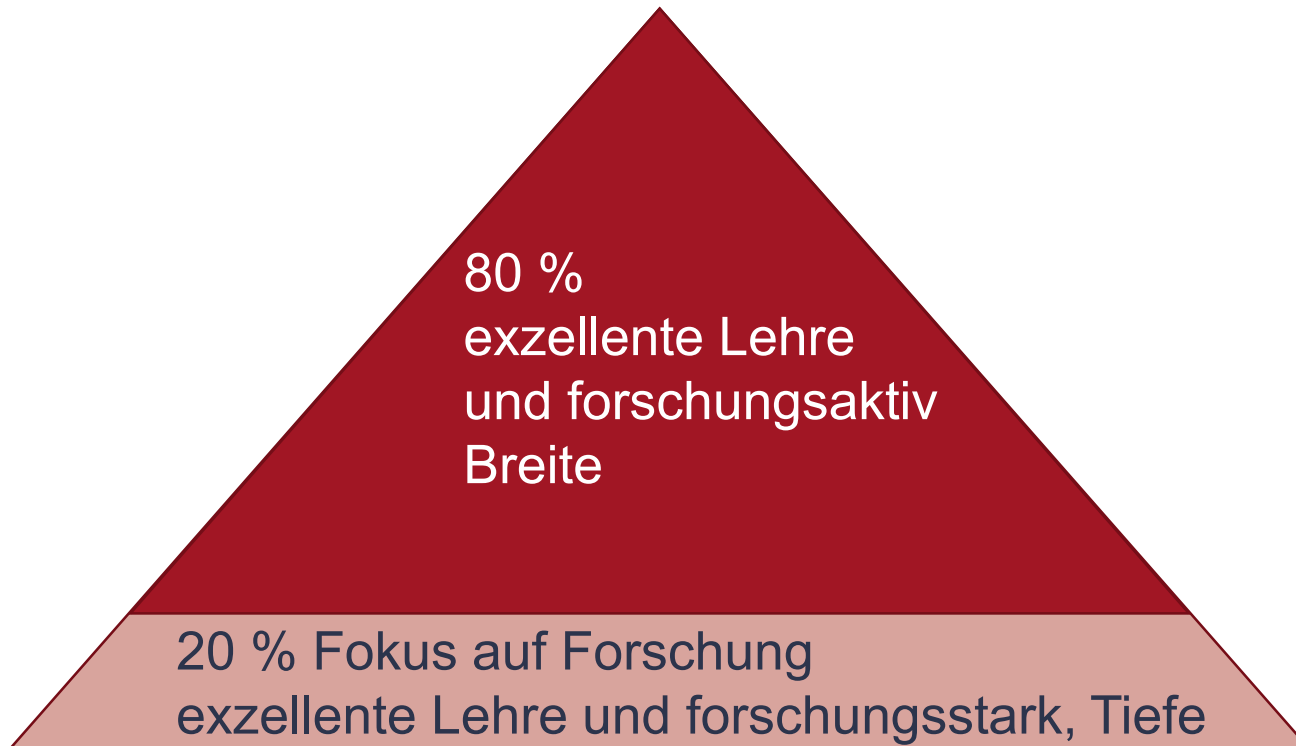 80 %
exzellente Lehre
und forschungsaktiv
Breite
20 % Fokus auf Forschung
exzellente Lehre und forschungsstark, Tiefe